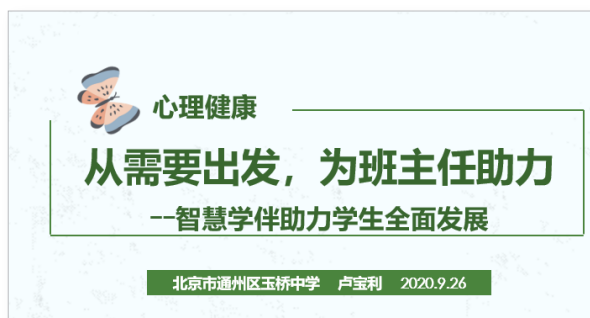 心理健康
从需要出发，为班主任助力
--智慧学伴助力学生全面发展
北京市通州区玉桥中学 卢宝利 2020.9.26